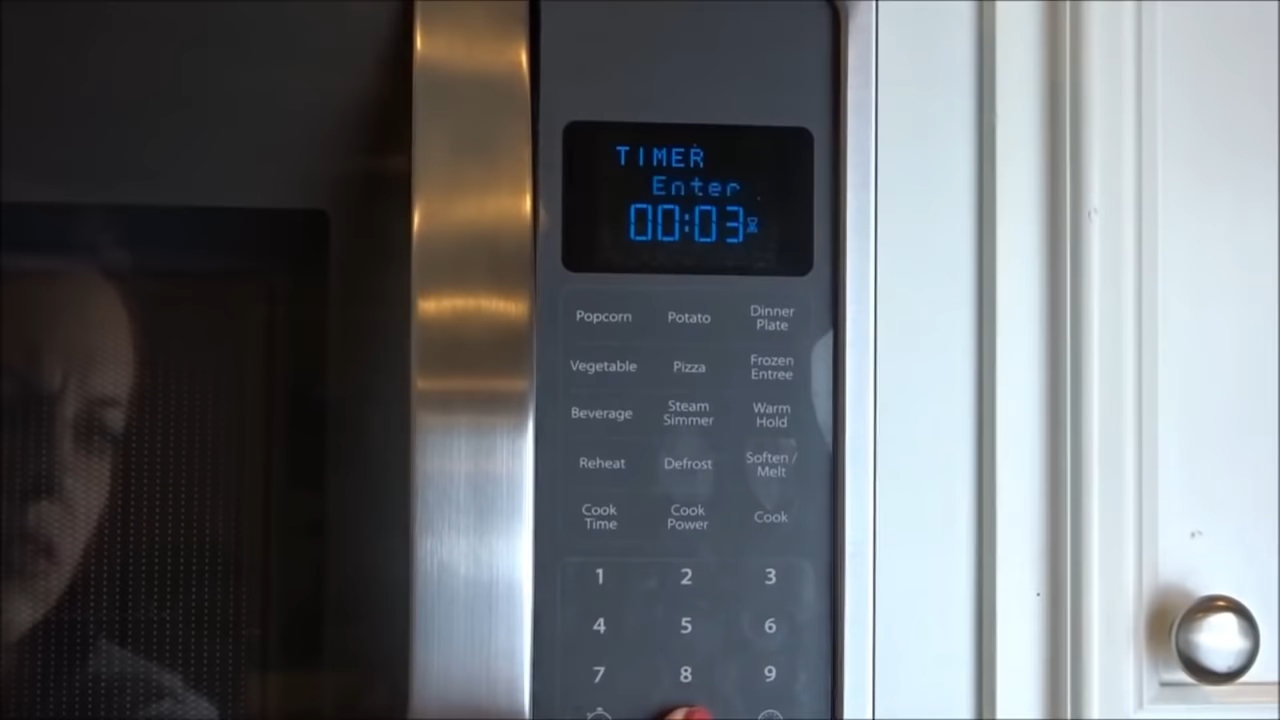 TIMER
Enter
00:03
Popcorn
Potato
Dinner
Plate
Vegetable
Pizza
Frozen
Entree
Beverage
Steam
Simmer
Warm
Hold
Reheat
Defrost
Soften /
Melt
Cook
Time
Cook
Power
Cook
1 2 3
4 5 6
7 8 9